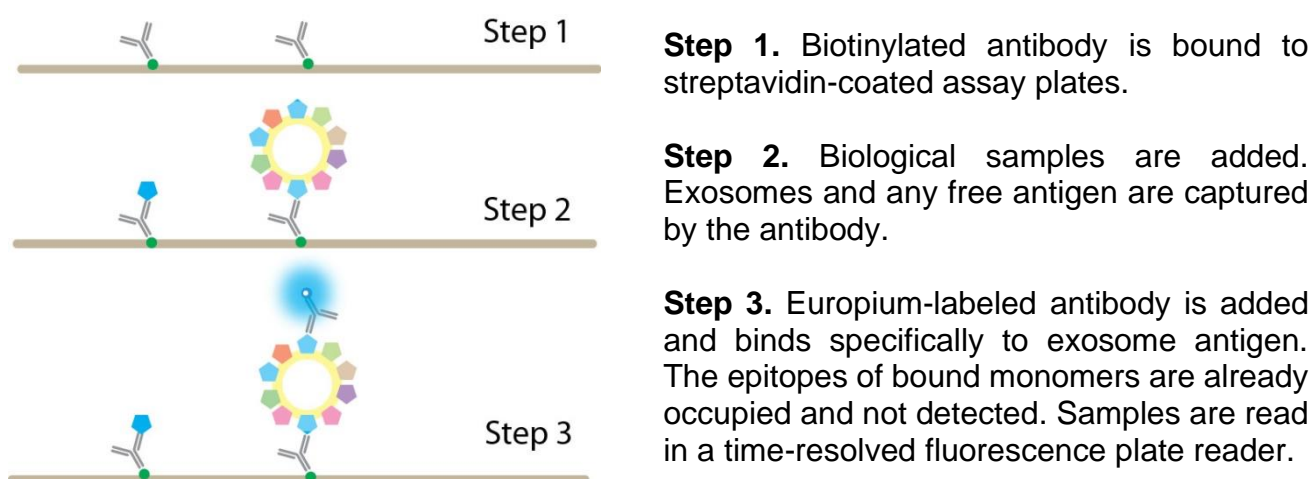 Step 1
Step 2
Step 3
Step 1. Biotinylated antibody is bound to
streptavidin-coated assay plates.
Step 2. Biological samples are added.
Exosomes and any free antigen are captured
by the antibody.
Step 3. Europium-labeled antibody is added
and binds specifically to exosome antigen.
The epitopes of bound monomers are already
occupied and not detected. Samples are read
in a time-resolved fluorescence plate reader.